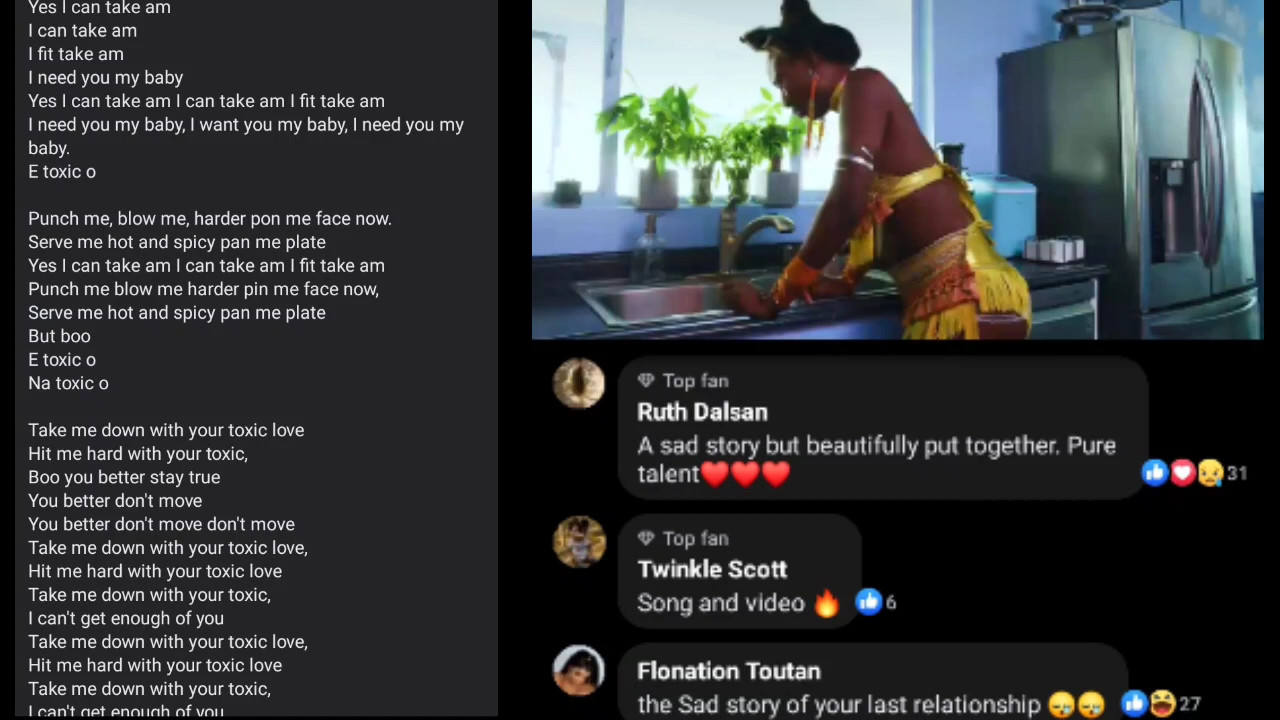 Yes I can take am
I can take am
I fit take am
I need you my baby
Yes I can take am I can take am I fit take am
I need you my baby, I want you my baby, I need you my
baby.
E toxic o
Punch me, blow me, harder pon me face now.
Serve me hot and spicy pan me plate
Yes I can take am I can take am I fit take am
Punch me blow me harder pin me face now,
Serve me hot and spicy pan me plate
But boo
E toxic o
Na toxic o
Take me down with your toxic love
Hit me hard with your toxic,
Boo you better stay true
You better don't move
You better don't move don't move
Take me down with your toxic love,
Hit me hard with your toxic love
Take me down with your toxic,
I can't get enough of you
Take me down with your toxic love,
Hit me hard with your toxic love
Take me down with your toxic,
I can't get enough of you
Top fan
Ruth Dalsan
A sad story but beautifully put together. Pure
talent❤️❤️❤️
31
Top fan
Twinkle Scott
Song and video 🔥
6
Flonation Toutan
the Sad story of your last relationship 😪😪
27